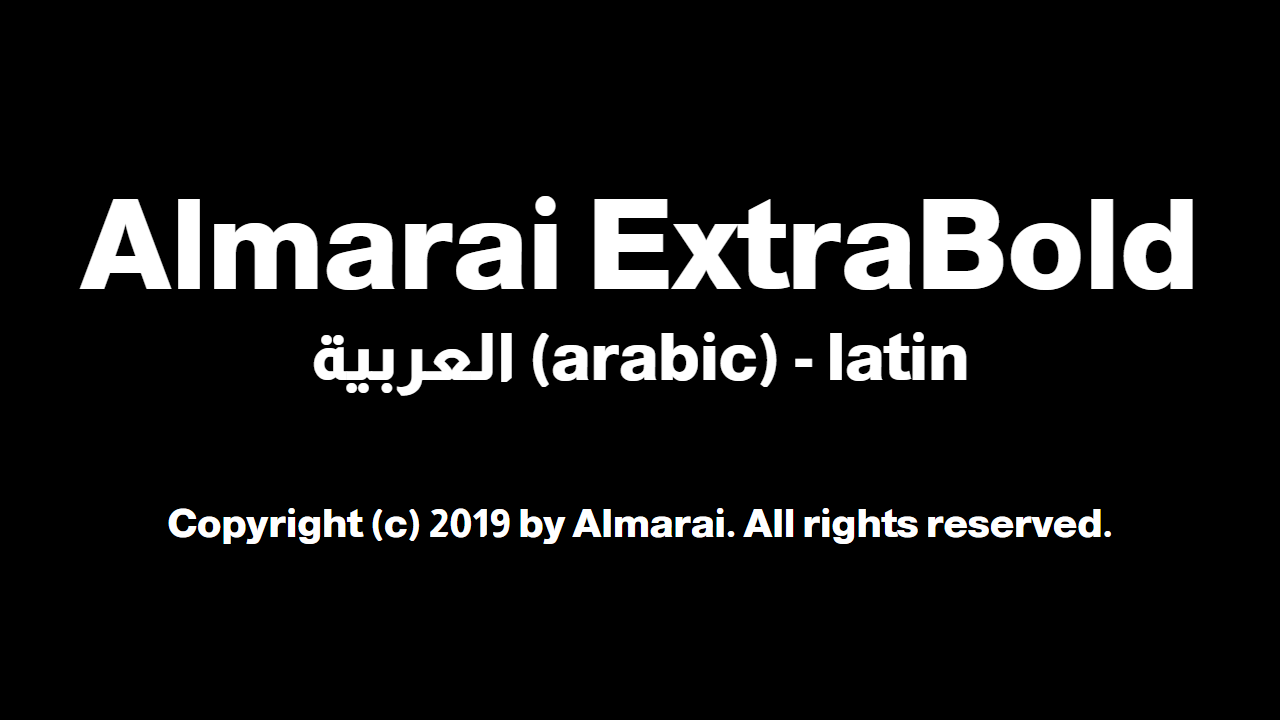 Almarai ExtraBold
العربية (arabic) - latin
Copyright (c) 2019 by Almarai. All rights reserved.